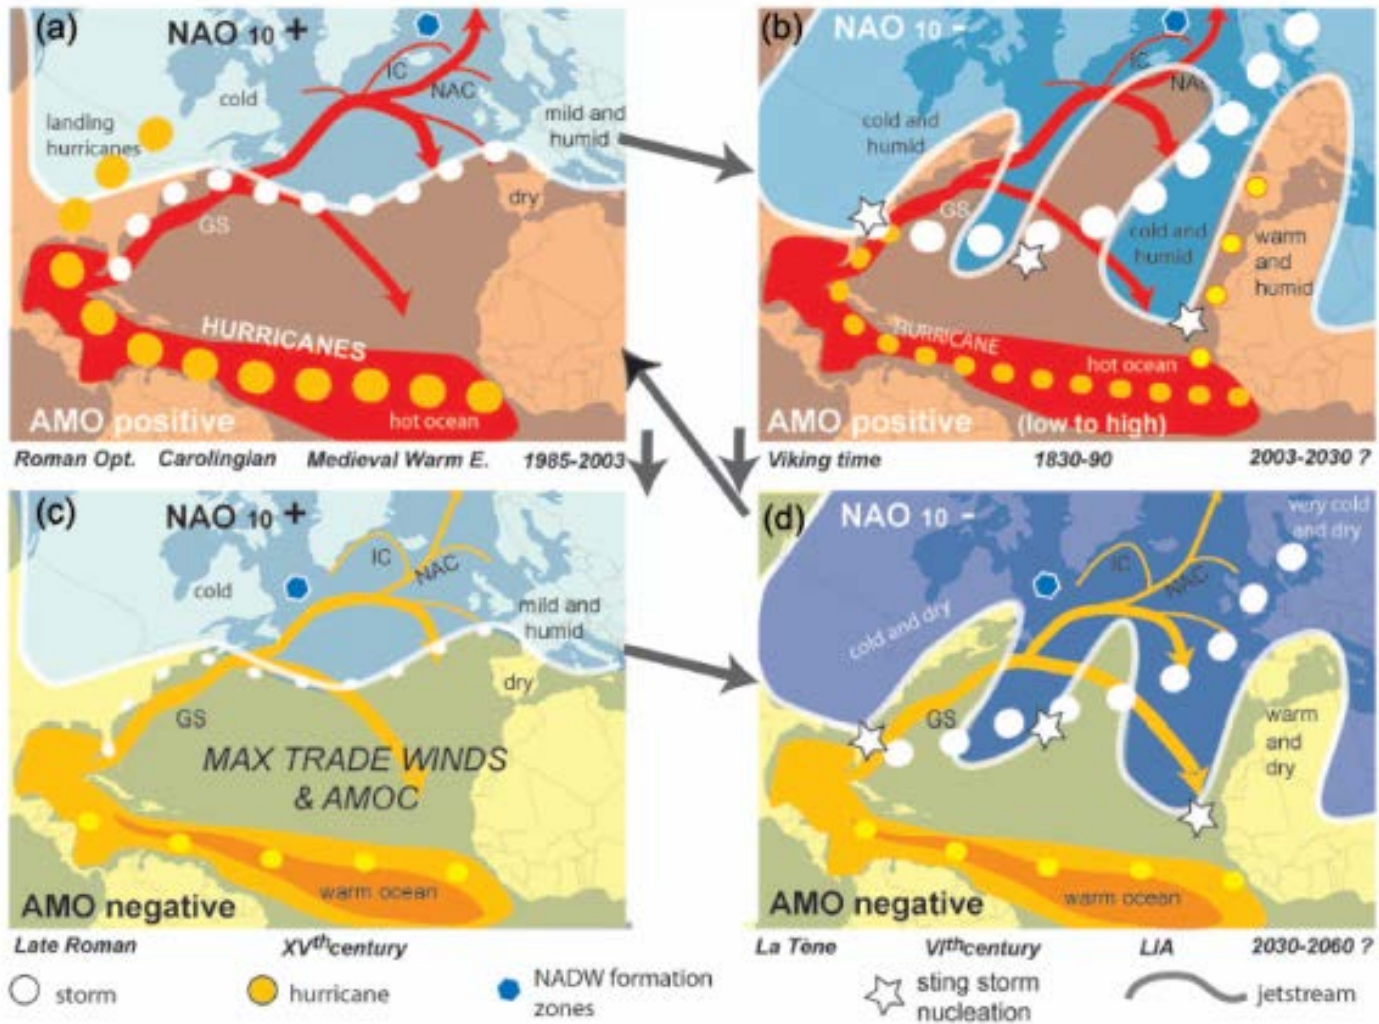 (a)
NAO 10 +
IC
NAC
cold
landing
hurricanes
mild and
humid
dry
GS
HURRICANES
hot ocean
AMO positive
Roman Opt. Carolingian Medieval Warm E. 1985-2003
(b)
NAO 10 -
IC
NAC
cold and
humid
GS
cold and
humid
warm
and
humid
HURRICANE
hot ocean
AMO positive (low to high)
Viking time 1830-90 2003-2030 ?
(c)
NAO 10 +
IC
NAC
cold
mild and
humid
dry
GS
MAX TRADE WINDS
& AMOC
warm ocean
AMO negative
Late Roman XVth century
(d)
NAO 10 -
very cold
and dry
IC
NAC
cold and dry
GS
warm
and
dry
warm ocean
AMO negative
La Tène VIth century LIA 2030-2060 ?
storm
hurricane
NADW formation
zones
sting storm
nucleation
jetstream